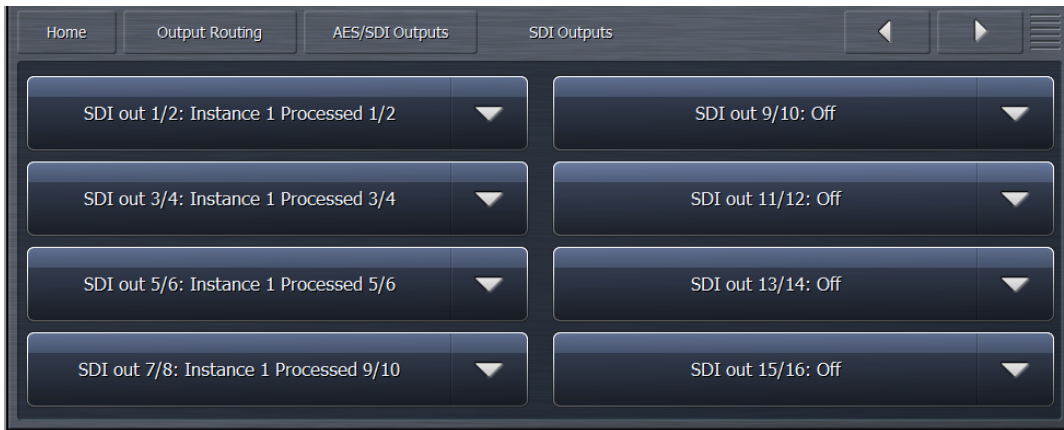 Home
Output Routing
AES/SDI Outputs
SDI Outputs
SDI out 1/2: Instance 1 Processed 1/2
SDI out 9/10: Off
SDI out 3/4: Instance 1 Processed 3/4
SDI out 11/12: Off
SDI out 5/6: Instance 1 Processed 5/6
SDI out 13/14: Off
SDI out 7/8: Instance 1 Processed 9/10
SDI out 15/16: Off